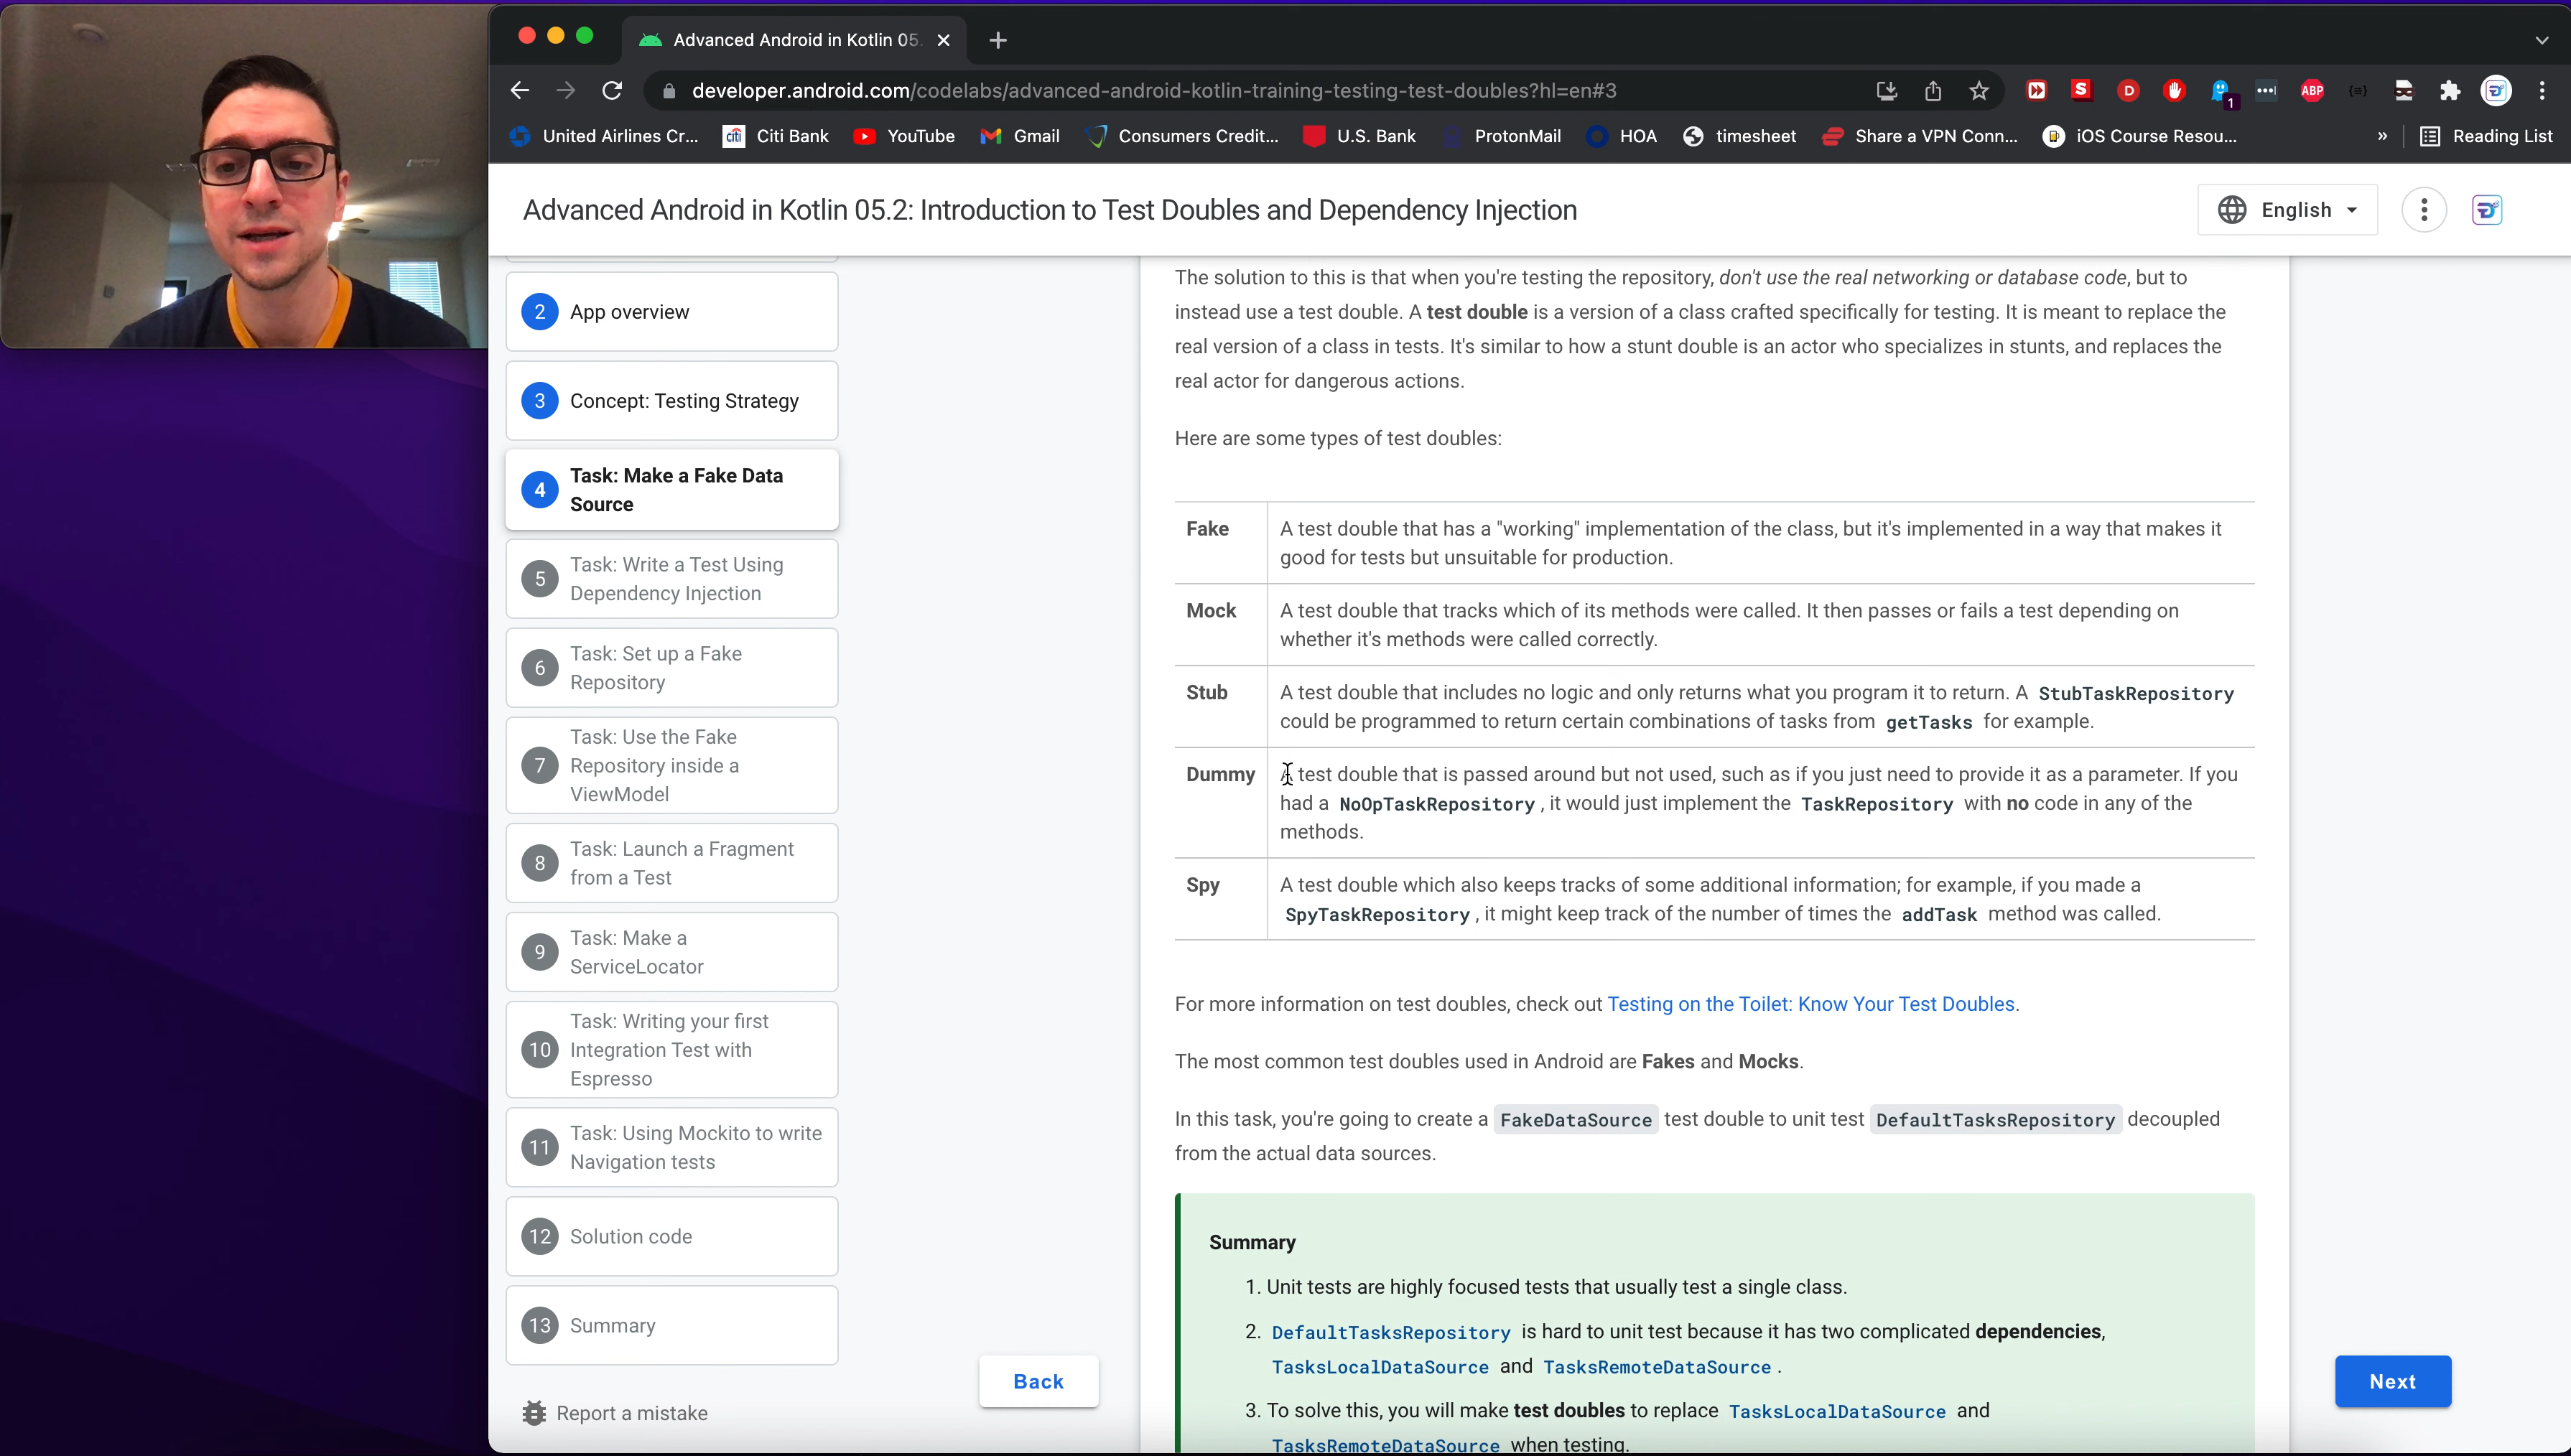 Advanced Android in Kotlin 05.
developer.android.com/codelabs/advanced-android-kotlin-training-testing-test-doubles?hl=en#3
S
D
1
ABP
United Airlines Cr...
citi
Citi Bank
YouTube
Gmail
Consumers Credit...
U.S. Bank
ProtonMail
HOA
timesheet
Share a VPN Conn...
iOS Course Resou...
»
Reading List
Advanced Android in Kotlin 05.2: Introduction to Test Doubles and Dependency Injection
English
2 App overview
3 Concept: Testing Strategy
4 Task: Make a Fake Data
Source
5 Task: Write a Test Using
Dependency Injection
6 Task: Set up a Fake
Repository
7 Task: Use the Fake
Repository inside a
ViewModel
8 Task: Launch a Fragment
from a Test
9 Task: Make a
ServiceLocator
10 Task: Writing your first
Integration Test with
Espresso
11 Task: Using Mockito to write
Navigation tests
12 Solution code
13 Summary
Report a mistake
The solution to this is that when you're testing the repository, don't use the real networking or database code, but to
instead use a test double. A test double is a version of a class crafted specifically for testing. It is meant to replace the
real version of a class in tests. It's similar to how a stunt double is an actor who specializes in stunts, and replaces the
real actor for dangerous actions.
Here are some types of test doubles:
Fake A test double that has a "working" implementation of the class, but it's implemented in a way that makes it
good for tests but unsuitable for production.
Mock A test double that tracks which of its methods were called. It then passes or fails a test depending on
whether it's methods were called correctly.
Stub A test double that includes no logic and only returns what you program it to return. A StubTaskRepository
could be programmed to return certain combinations of tasks from getTasks for example.
Dummy A test double that is passed around but not used, such as if you just need to provide it as a parameter. If you
had a NoOpTaskRepository, it would just implement the TaskRepository with no code in any of the
methods.
Spy A test double which also keeps tracks of some additional information; for example, if you made a
SpyTaskRepository, it might keep track of the number of times the addTask method was called.
For more information on test doubles, check out Testing on the Toilet: Know Your Test Doubles.
The most common test doubles used in Android are Fakes and Mocks.
In this task, you're going to create a FakeDataSource test double to unit test DefaultTasksRepository decoupled
from the actual data sources.
Summary
1. Unit tests are highly focused tests that usually test a single class.
2. DefaultTasksRepository is hard to unit test because it has two complicated dependencies,
TasksLocalDataSource and TasksRemoteDataSource.
3. To solve this, you will make test doubles to replace TasksLocalDataSource and
TasksRemoteDataSource when testing.
Back
Next